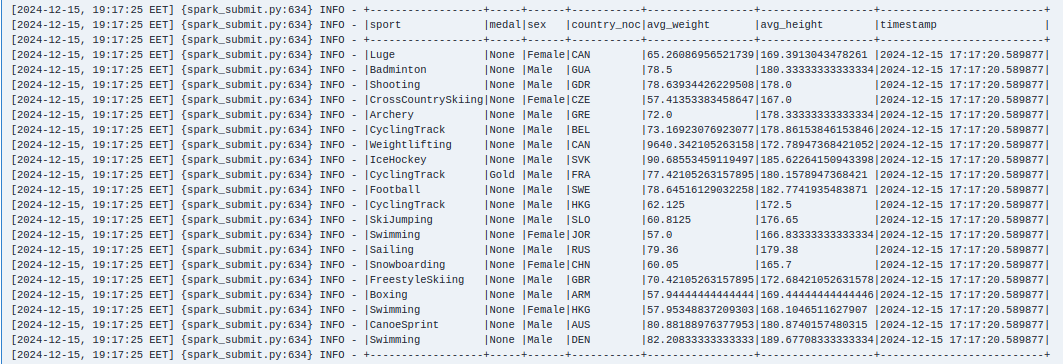 [2024-12-15, 19:17:25 EET] {spark_submit.py:634} INFO - +-----------------+-----+------+-----------+-----------------+------------------+--------------------------+
[2024-12-15, 19:17:25 EET] {spark_submit.py:634} INFO - |sport            |medal|sex   |country_noc|avg_weight       |avg_height        |timestamp                 |
[2024-12-15, 19:17:25 EET] {spark_submit.py:634} INFO - +-----------------+-----+------+-----------+-----------------+------------------+--------------------------+
[2024-12-15, 19:17:25 EET] {spark_submit.py:634} INFO - |Luge             |None |Female|CAN        |65.26086956521739|169.3913043478261 |2024-12-15 17:17:20.589877|
[2024-12-15, 19:17:25 EET] {spark_submit.py:634} INFO - |Badminton        |None |Male  |GUA        |78.5             |180.33333333333334|2024-12-15 17:17:20.589877|
[2024-12-15, 19:17:25 EET] {spark_submit.py:634} INFO - |Shooting         |None |Male  |GDR        |78.63934426229508|178.0             |2024-12-15 17:17:20.589877|
[2024-12-15, 19:17:25 EET] {spark_submit.py:634} INFO - |CrossCountrySkiing|None |Female|CZE        |57.41353383458647|167.0             |2024-12-15 17:17:20.589877|
[2024-12-15, 19:17:25 EET] {spark_submit.py:634} INFO - |Archery          |None |Male  |GRE        |72.0             |178.33333333333334|2024-12-15 17:17:20.589877|
[2024-12-15, 19:17:25 EET] {spark_submit.py:634} INFO - |CyclingTrack     |None |Male  |BEL        |73.16923076923077|178.86153846153846|2024-12-15 17:17:20.589877|
[2024-12-15, 19:17:25 EET] {spark_submit.py:634} INFO - |Weightlifting    |None |Male  |CAN        |9640.342105263158|172.78947368421052|2024-12-15 17:17:20.589877|
[2024-12-15, 19:17:25 EET] {spark_submit.py:634} INFO - |IceHockey        |None |Male  |SVK        |90.68553459119497|185.62264150943398|2024-12-15 17:17:20.589877|
[2024-12-15, 19:17:25 EET] {spark_submit.py:634} INFO - |CyclingTrack     |Gold |Male  |FRA        |77.42105263157895|180.1578947368421 |2024-12-15 17:17:20.589877|
[2024-12-15, 19:17:25 EET] {spark_submit.py:634} INFO - |Football         |None |Male  |SWE        |78.64516129032258|182.7741935483871 |2024-12-15 17:17:20.589877|
[2024-12-15, 19:17:25 EET] {spark_submit.py:634} INFO - |CyclingTrack     |None |Male  |HKG        |62.125           |172.5             |2024-12-15 17:17:20.589877|
[2024-12-15, 19:17:25 EET] {spark_submit.py:634} INFO - |SkiJumping       |None |Male  |SLO        |60.8125          |176.65            |2024-12-15 17:17:20.589877|
[2024-12-15, 19:17:25 EET] {spark_submit.py:634} INFO - |Swimming         |None |Female|JOR        |57.0             |166.83333333333334|2024-12-15 17:17:20.589877|
[2024-12-15, 19:17:25 EET] {spark_submit.py:634} INFO - |Sailing          |None |Male  |RUS        |79.36            |179.38            |2024-12-15 17:17:20.589877|
[2024-12-15, 19:17:25 EET] {spark_submit.py:634} INFO - |Snowboarding     |None |Female|CHN        |60.05            |165.7             |2024-12-15 17:17:20.589877|
[2024-12-15, 19:17:25 EET] {spark_submit.py:634} INFO - |FreestyleSkiing  |None |Male  |GBR        |70.42105263157895|172.68421052631578|2024-12-15 17:17:20.589877|
[2024-12-15, 19:17:25 EET] {spark_submit.py:634} INFO - |Boxing           |None |Male  |ARM        |57.94444444444444|169.44444444444446|2024-12-15 17:17:20.589877|
[2024-12-15, 19:17:25 EET] {spark_submit.py:634} INFO - |Swimming         |None |Female|HKG        |57.95348837209303|168.1046511627907 |2024-12-15 17:17:20.589877|
[2024-12-15, 19:17:25 EET] {spark_submit.py:634} INFO - |CanoeSprint      |None |Male  |AUS        |80.88188976377953|180.8740157480315 |2024-12-15 17:17:20.589877|
[2024-12-15, 19:17:25 EET] {spark_submit.py:634} INFO - |Swimming         |None |Male  |DEN        |82.20833333333333|189.67708333333334|2024-12-15 17:17:20.589877|
[2024-12-15, 19:17:25 EET] {spark_submit.py:634} INFO - +-----------------+-----+------+-----------+-----------------+------------------+--------------------------+